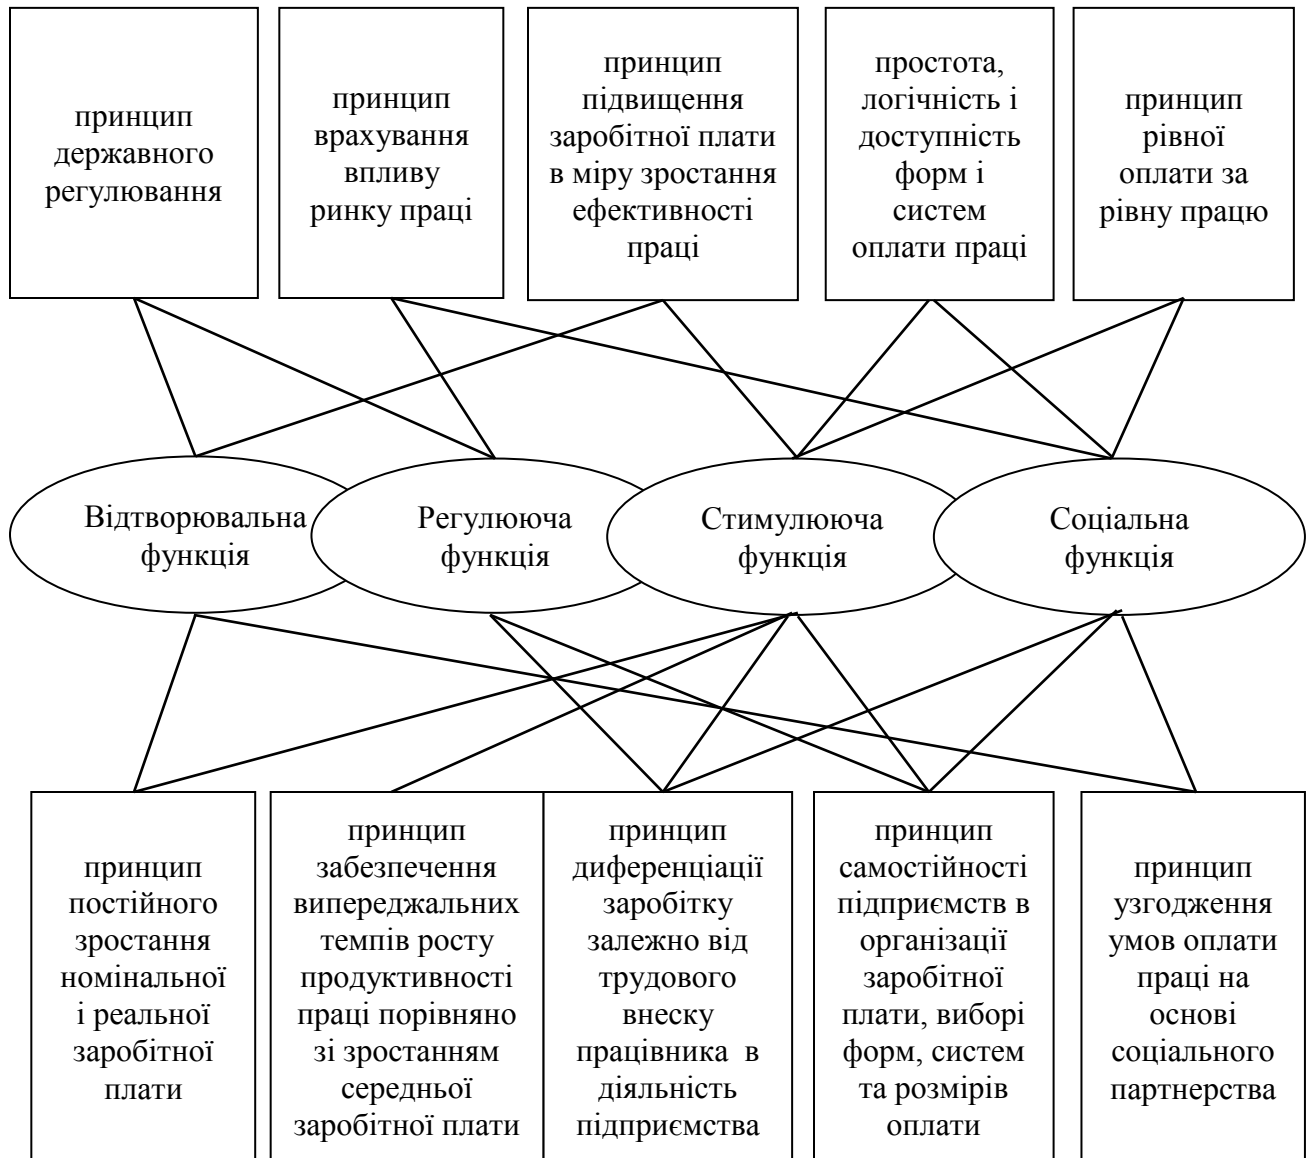 принцип
державного
регулювання
принцип
врахування
впливу
ринку праці
принцип
підвищення
заробітної плати
в міру зростання
ефективності
праці
простота,
логічність і
доступність
форм і
систем
оплати праці
принцип
рівної
оплати за
рівну працю
Відтворювальна
функція
Регулююча
функція
Стимулююча
функція
Соціальна
функція
принцип
постійного
зростання
номінальної
і реальної
заробітної
плати
принцип
забезпечення
випереджальних
темпів росту
продуктивності
праці порівняно
зі зростанням
середньої
заробітної плати
принцип
диференціації
заробітку
залежно від
трудового
внеску
працівника в
діяльність
підприємства
принцип
самостійності
підприємств в
організації
заробітної
плати, виборі
форм, систем
та розмірів
оплати
принцип
узгодження
умов оплати
праці на
основі
соціального
партнерства